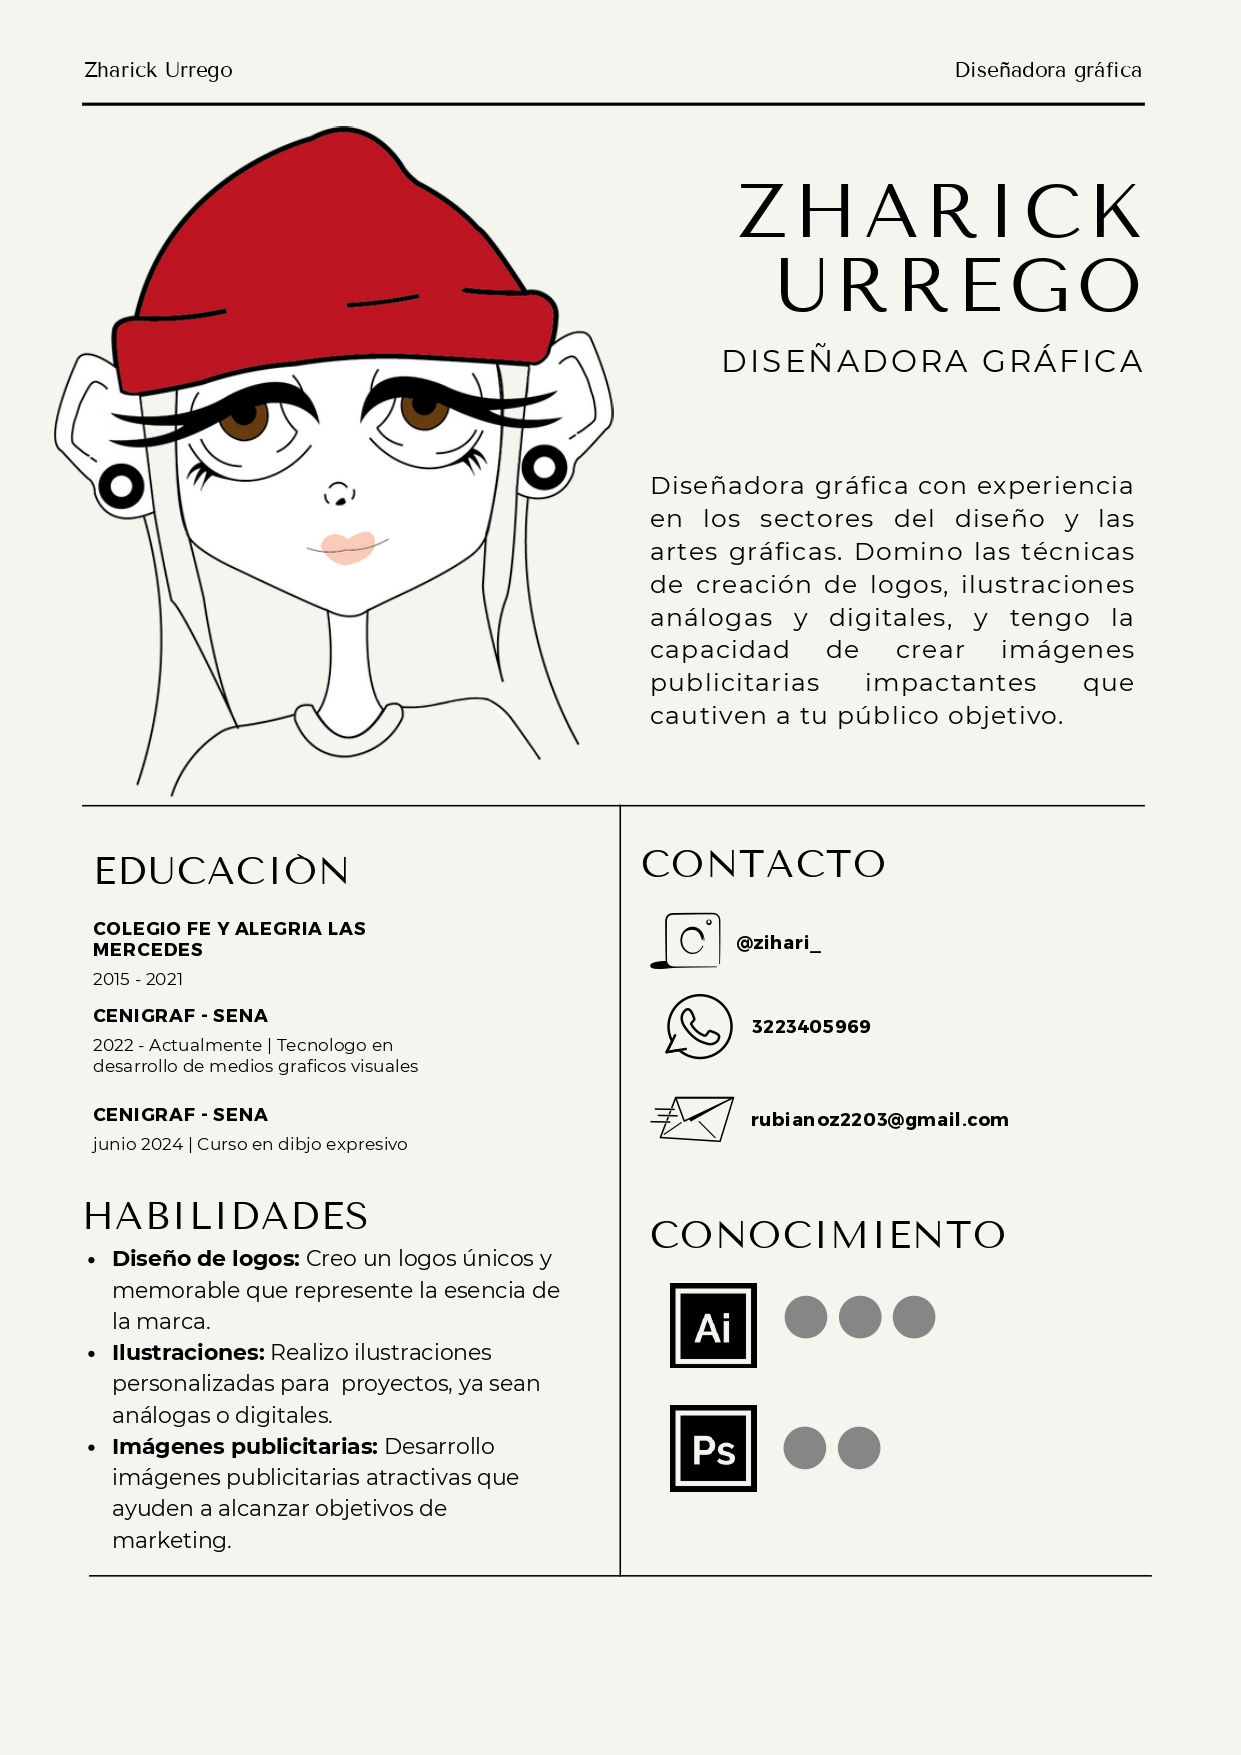 Zharick Urrego
Diseñadora gráfica
ZHARICK
URREGO
DISEÑADORA GRÁFICA
Diseñadora gráfica con experiencia
en los sectores del diseño y las
artes gráficas. Domino las técnicas
de creación de logos, ilustraciones
análogas y digitales, y tengo la
capacidad de crear imágenes
publicitarias impactantes que
cautiven a tu público objetivo.
EDUCACIÒN
COLEGIO FE Y ALEGRIA LAS
MERCEDES
2015 - 2021
CENIGRAF - SENA
2022 - Actualmente | Tecnologo en
desarrollo de medios graficos visuales
CENIGRAF - SENA
junio 2024 | Curso en dibjo expresivo
HABILIDADES
• Diseño de logos: Creo un logos únicos y
memorable que represente la esencia de
la marca.
• Ilustraciones: Realizo ilustraciones
personalizadas para  proyectos, ya sean
análogas o digitales.
• Imágenes publicitarias: Desarrollo
imágenes publicitarias atractivas que
ayuden a alcanzar objetivos de
marketing.
CONTACTO
@zihari_
3223405969
rubianoz2203@gmail.com
CONOCIMIENTO
Ai
Ps